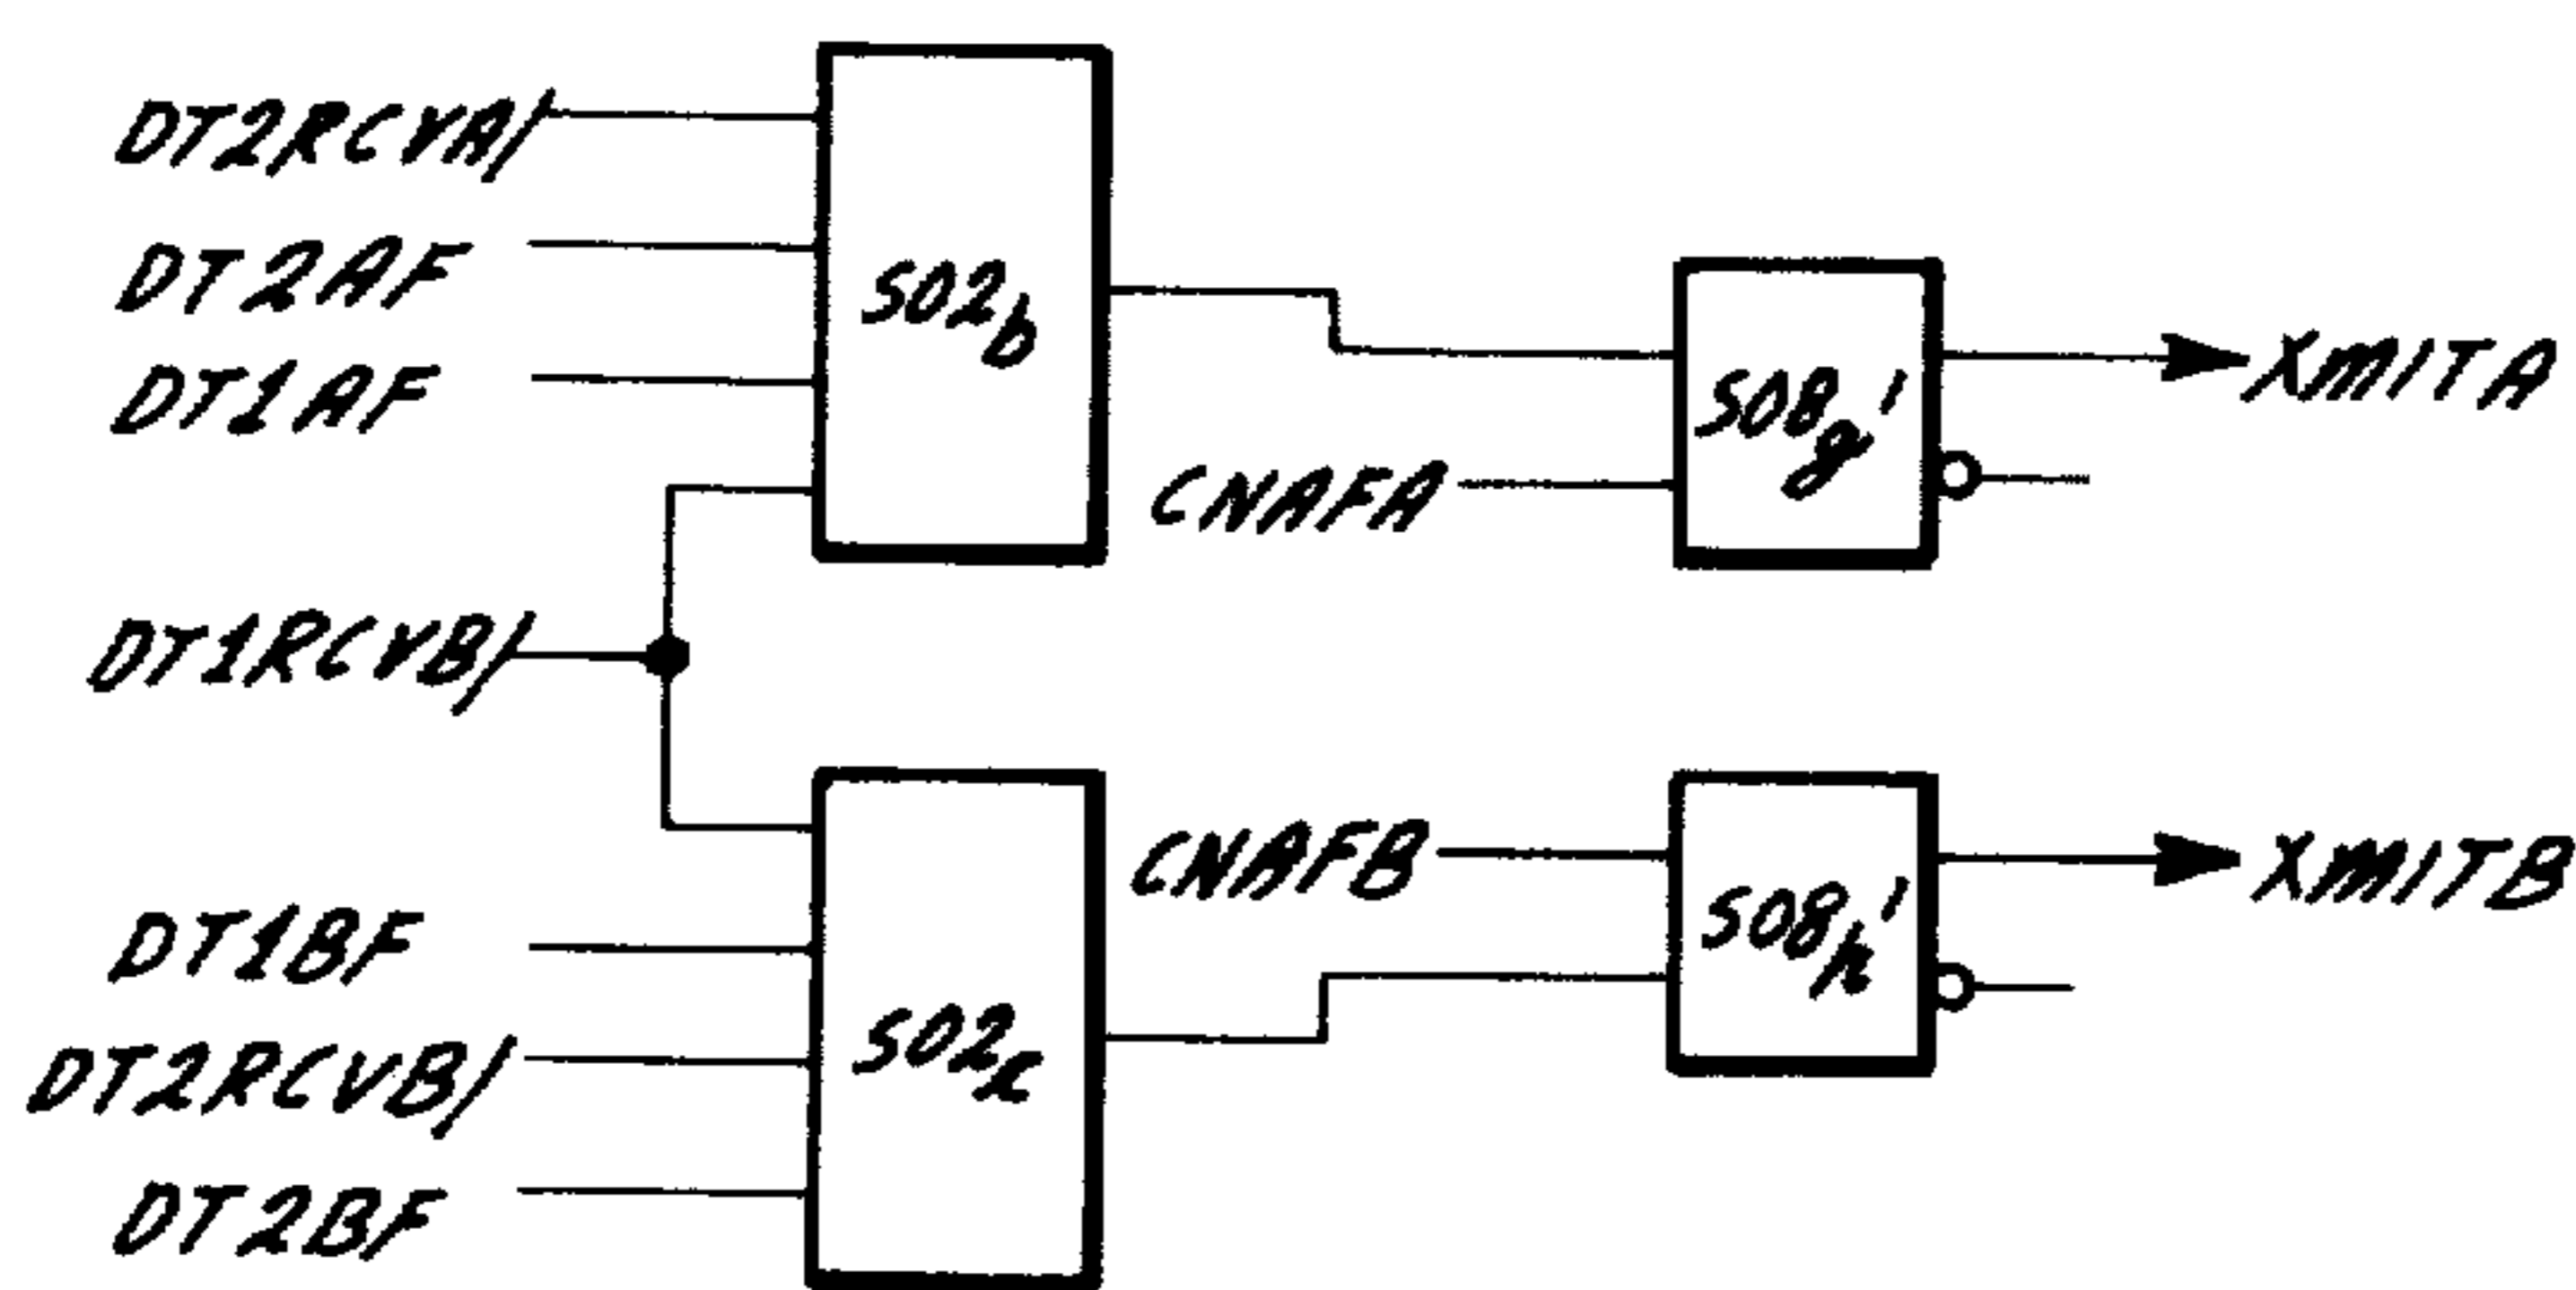 DT2RCVA/
DT2AF
DT1AF
S02b
S08g'
XMITA
CNAFA
DT1RCVB/
CNAFB
S08h'
XMITB
DT1BF
S02c
DT2RCVB/
DT2BF